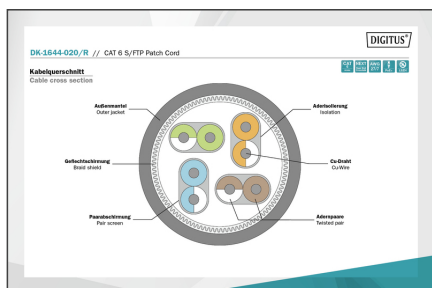 DIGITUS®
DK-1644-020/R // CAT 6 S/FTP Patch Cord
Kabelquerschnitt
Cable cross section
Außenmantel
Outer jacket
Aderisolierung
Isolation
Geflechtschirmung
Braid shield
Cu-Draht
Cu-Wire
Paarabschirmung
Pair screen
Adernpaare
Twisted pair